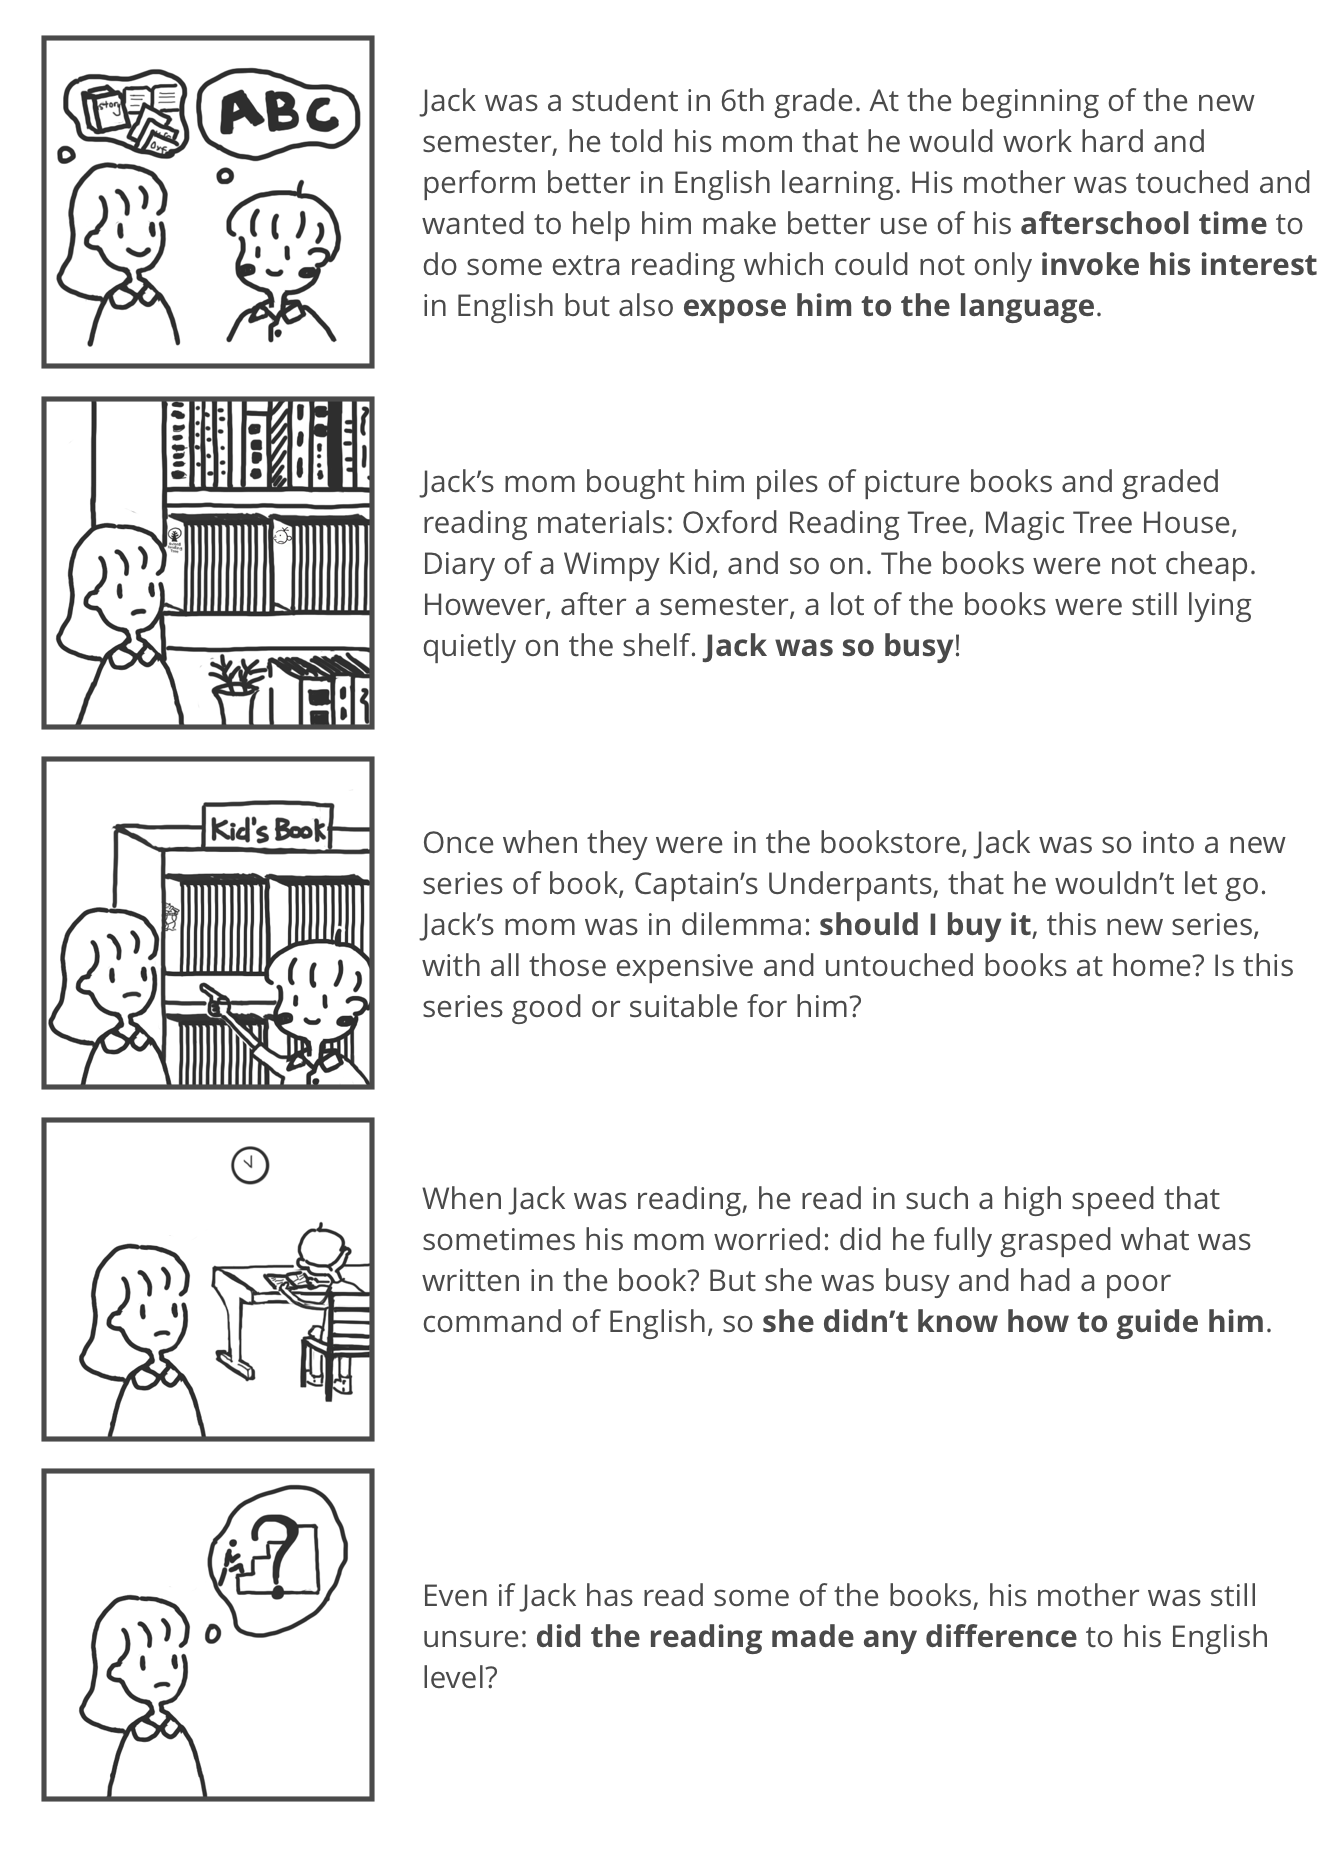 ABC
story
Oxf
Jack was a student in 6th grade. At the beginning of the new
semester, he told his mom that he would work hard and
perform better in English learning. His mother was touched and
wanted to help him make better use of his afterschool time to
do some extra reading which could not only invoke his interest
in English but also expose him to the language.
Jack’s mom bought him piles of picture books and graded
reading materials: Oxford Reading Tree, Magic Tree House,
Diary of a Wimpy Kid, and so on. The books were not cheap.
However, after a semester, a lot of the books were still lying
quietly on the shelf. Jack was so busy!
Kid's Book
Once when they were in the bookstore, Jack was so into a new
series of book, Captain’s Underpants, that he wouldn’t let go.
Jack’s mom was in dilemma: should I buy it, this new series,
with all those expensive and untouched books at home? Is this
series good or suitable for him?
When Jack was reading, he read in such a high speed that
sometimes his mom worried: did he fully grasped what was
written in the book? But she was busy and had a poor
command of English, so she didn’t know how to guide him.
?
Even if Jack has read some of the books, his mother was still
unsure: did the reading made any difference to his English
level?